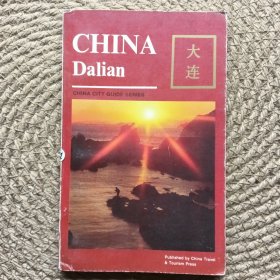 CHINA
Dalian
大
连
CHINA CITY GUIDE SERIES
Published by China Travel
& Tourism Press